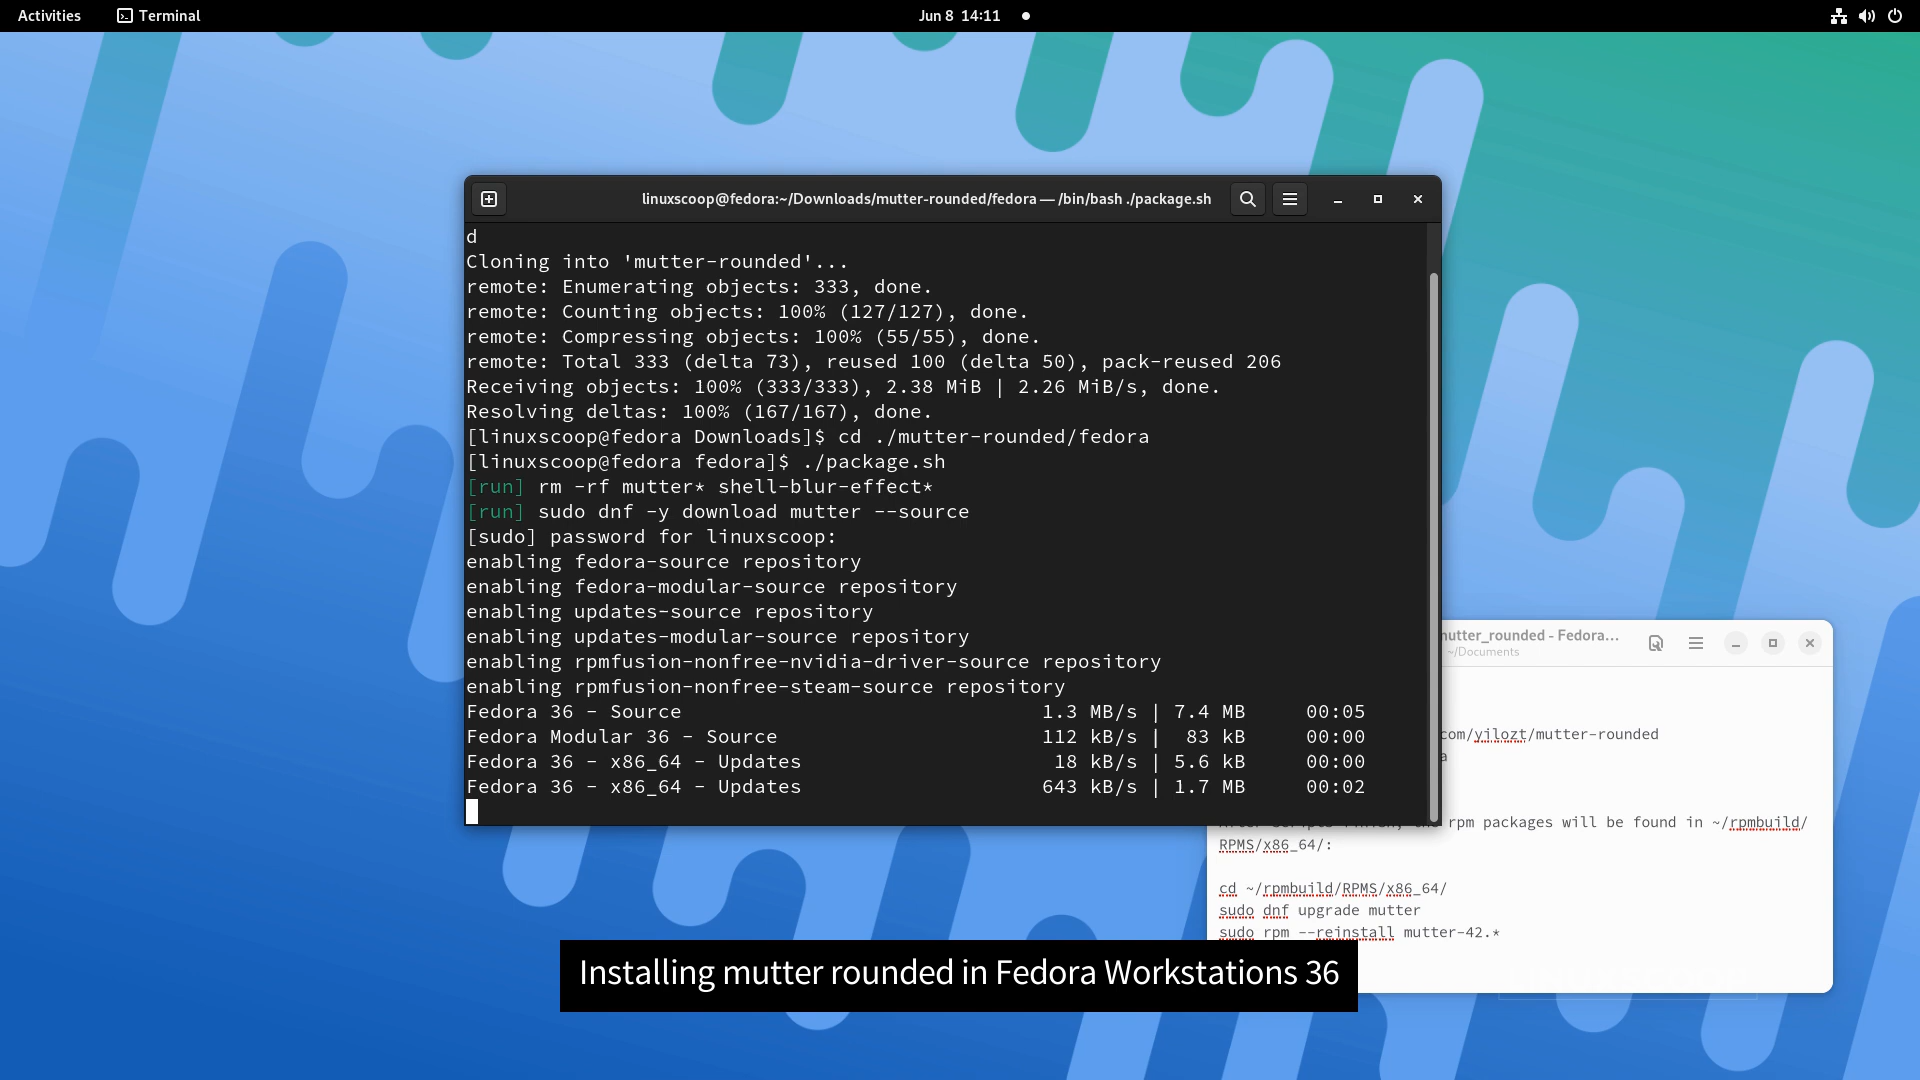 Activities
Terminal
Jun 8 14:11
linuxscoop@fedora:~/Downloads/mutter-rounded/fedora — /bin/bash ./package.sh
d
Cloning into 'mutter-rounded'...
remote: Enumerating objects: 333, done.
remote: Counting objects: 100% (127/127), done.
remote: Compressing objects: 100% (55/55), done.
remote: Total 333 (delta 73), reused 100 (delta 50), pack-reused 206
Receiving objects: 100% (333/333), 2.38 MiB | 2.26 MiB/s, done.
Resolving deltas: 100% (167/167), done.
[linuxscoop@fedora Downloads]$ cd ./mutter-rounded/fedora
[linuxscoop@fedora fedora]$ ./package.sh
[run] rm -rf mutter* shell-blur-effect*
[run] sudo dnf -y download mutter --source
[sudo] password for linuxscoop:
enabling fedora-source repository
enabling fedora-modular-source repository
enabling updates-source repository
enabling updates-modular-source repository
enabling rpmfusion-nonfree-nvidia-driver-source repository
enabling rpmfusion-nonfree-steam-source repository
Fedora 36 - Source 1.3 MB/s | 7.4 MB 00:05
Fedora Modular 36 - Source 112 kB/s | 83 kB 00:00
Fedora 36 - x86_64 - Updates 18 kB/s | 5.6 kB 00:00
Fedora 36 - x86_64 - Updates 643 kB/s | 1.7 MB 00:02
mutter_rounded - Fedora...
~/Documents
com/yilozt/mutter-rounded
a
rpm packages will be found in ~/rpmbuild/
RPMS/x86_64/:
cd ~/rpmbuild/RPMS/x86_64/
sudo dnf upgrade mutter
sudo rpm --reinstall mutter-42.*
Installing mutter rounded in Fedora Workstations 36